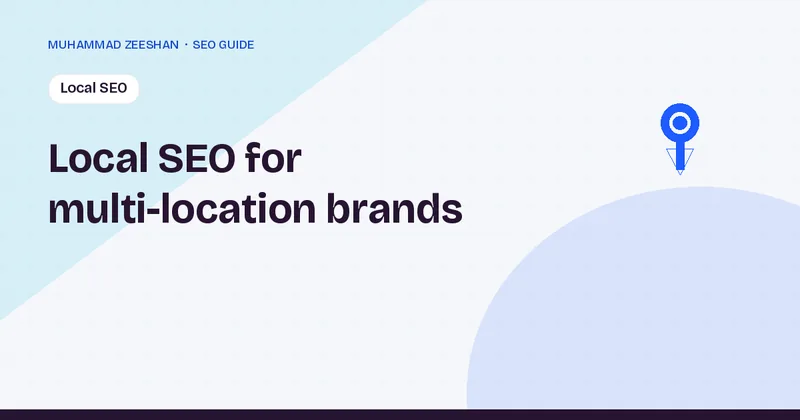 MUHAMMAD ZEESHAN · SEO GUIDE
Local SEO
Local SEO for
multi-location brands